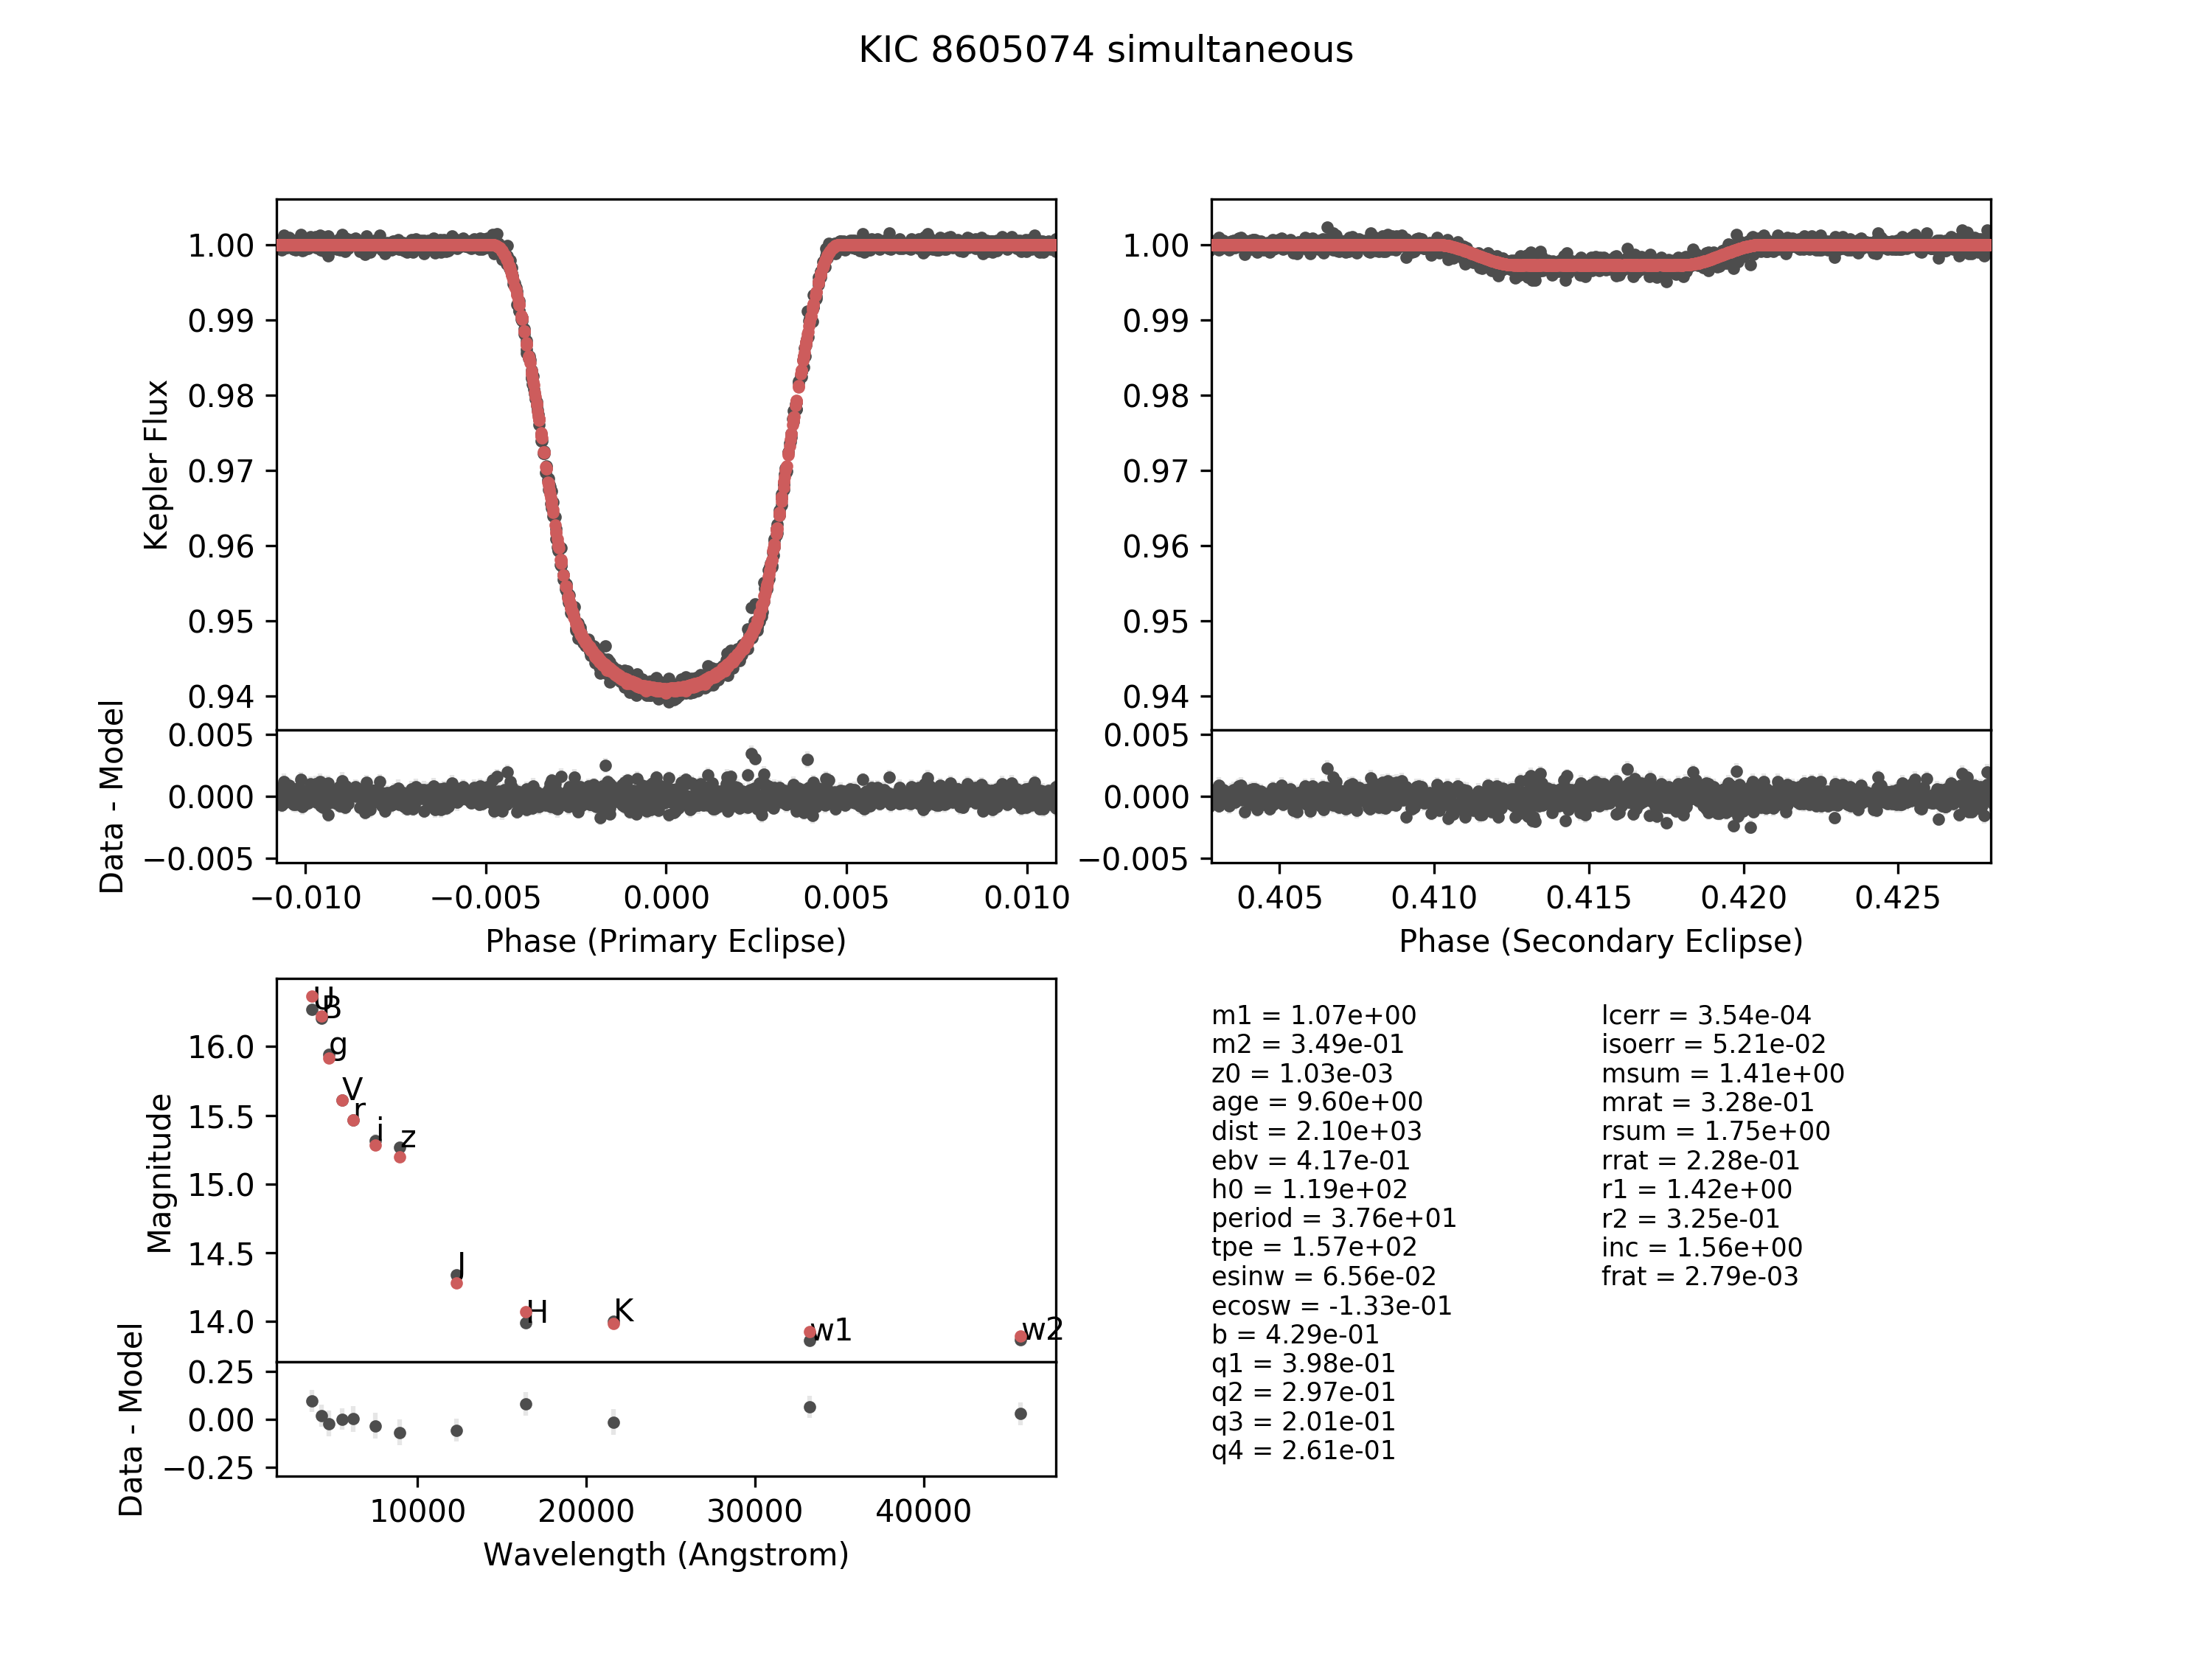 KIC 8605074 simultaneous
Kepler Flux
1.00
0.99
0.98
0.97
0.96
0.95
0.94
Data - Model
0.005
0.000
−0.005
−0.010
−0.005
0.000
0.005
0.010
Phase (Primary Eclipse)
1.00
0.99
0.98
0.97
0.96
0.95
0.94
0.005
0.000
−0.005
0.405
0.410
0.415
0.420
0.425
Phase (Secondary Eclipse)
Magnitude
16.0
15.5
15.0
14.5
14.0
U
B
g
V
r
i
z
J
H
K
w1
w2
Data - Model
0.25
0.00
−0.25
10000
20000
30000
40000
Wavelength (Angstrom)
m1 = 1.07e+00
m2 = 3.49e-01
z0 = 1.03e-03
age = 9.60e+00
dist = 2.10e+03
ebv = 4.17e-01
h0 = 1.19e+02
period = 3.76e+01
tpe = 1.57e+02
esinw = 6.56e-02
ecosw = -1.33e-01
b = 4.29e-01
q1 = 3.98e-01
q2 = 2.97e-01
q3 = 2.01e-01
q4 = 2.61e-01
lcerr = 3.54e-04
isoerr = 5.21e-02
msum = 1.41e+00
mrat = 3.28e-01
rsum = 1.75e+00
rrat = 2.28e-01
r1 = 1.42e+00
r2 = 3.25e-01
inc = 1.56e+00
frat = 2.79e-03